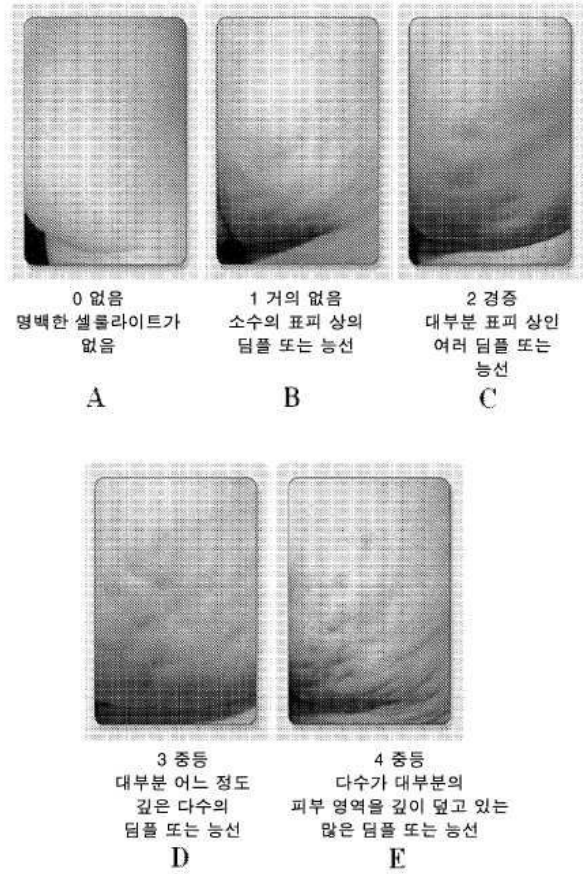 0 없음
명백한 셀룰라이트가
없음
A
1 거의 없음
소수의 표피 상의
딤플 또는 능선
B
2 경증
대부분 표피 상인
여러 딤플 또는
능선
C
3 중등
대부분 어느 정도
깊은 다수의
딤플 또는 능선
D
4 중등
다수가 대부분의
피부 영역을 깊이 덮고 있는
많은 딤플 또는 능선
E